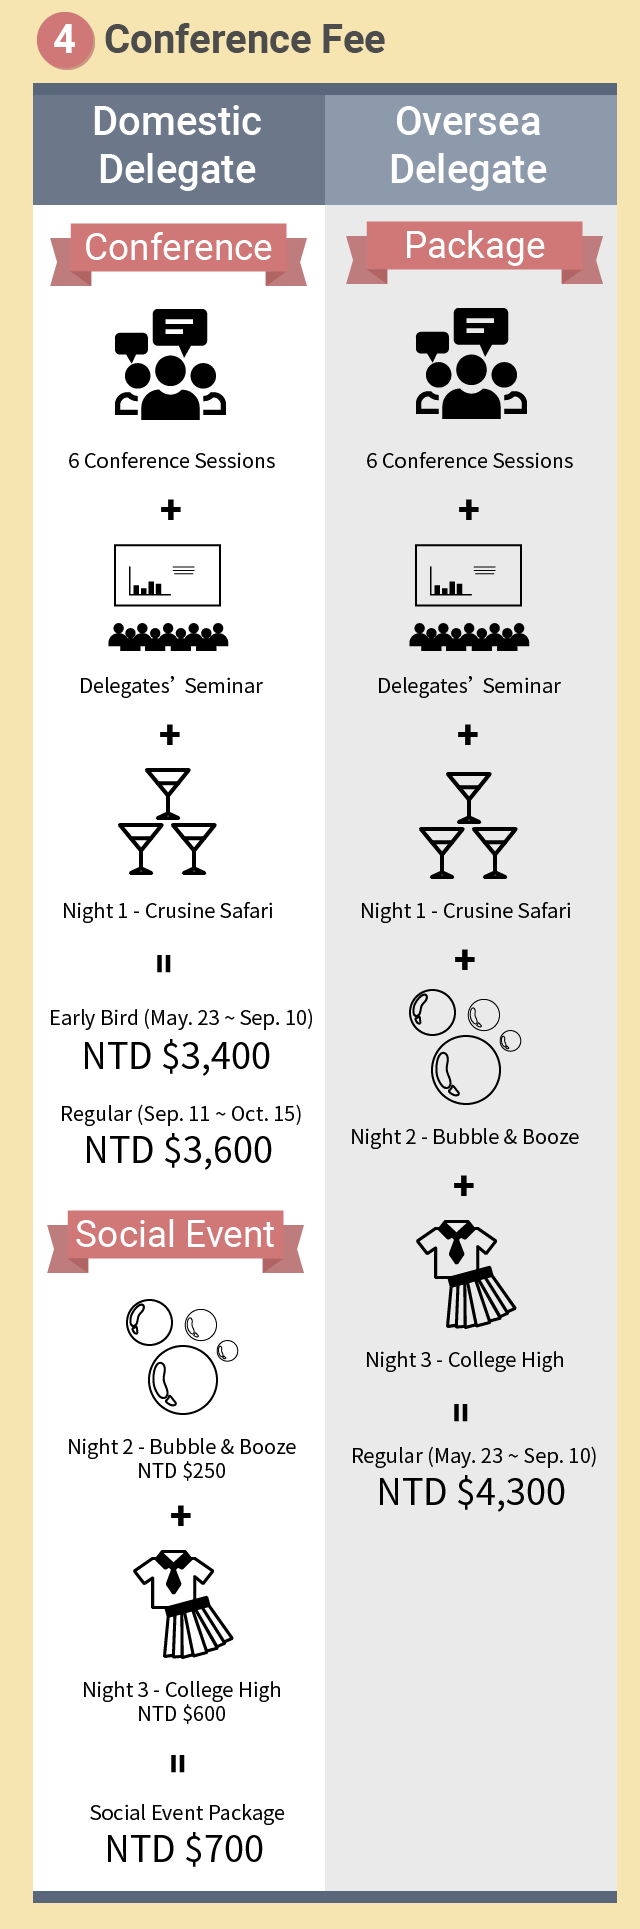 4 Conference Fee
Domestic
Delegate
Conference
6 Conference Sessions
+
Delegates’ Seminar
+
Night 1 - Crusine Safari
=
Early Bird (May. 23 ~ Sep. 10)
NTD $3,400
Regular (Sep. 11 ~ Oct. 15)
NTD $3,600
Social Event
Night 2 - Bubble & Booze
NTD $250
+
Night 3 - College High
NTD $600
=
Social Event Package
NTD $700
Oversea
Delegate
Package
6 Conference Sessions
+
Delegates’ Seminar
+
Night 1 - Crusine Safari
+
Night 2 - Bubble & Booze
+
Night 3 - College High
=
Regular (May. 23 ~ Sep. 10)
NTD $4,300